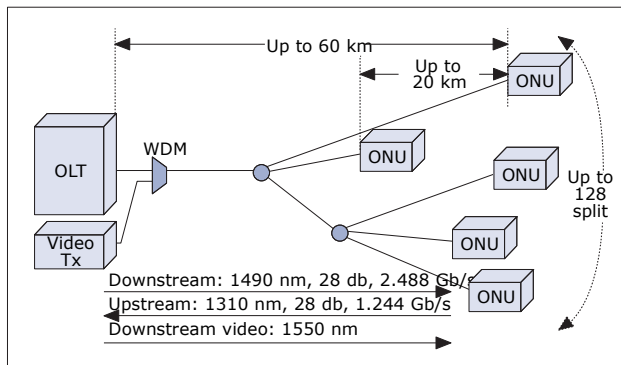 Up to 60 km
Up to
20 km
ONU
WDM
ONU
OLT
ONU
Up to
128
split
Video
Tx
ONU
Downstream: 1490 nm, 28 db, 2.488 Gb/s
ONU
Upstream: 1310 nm, 28 db, 1.244 Gb/s
Downstream video: 1550 nm